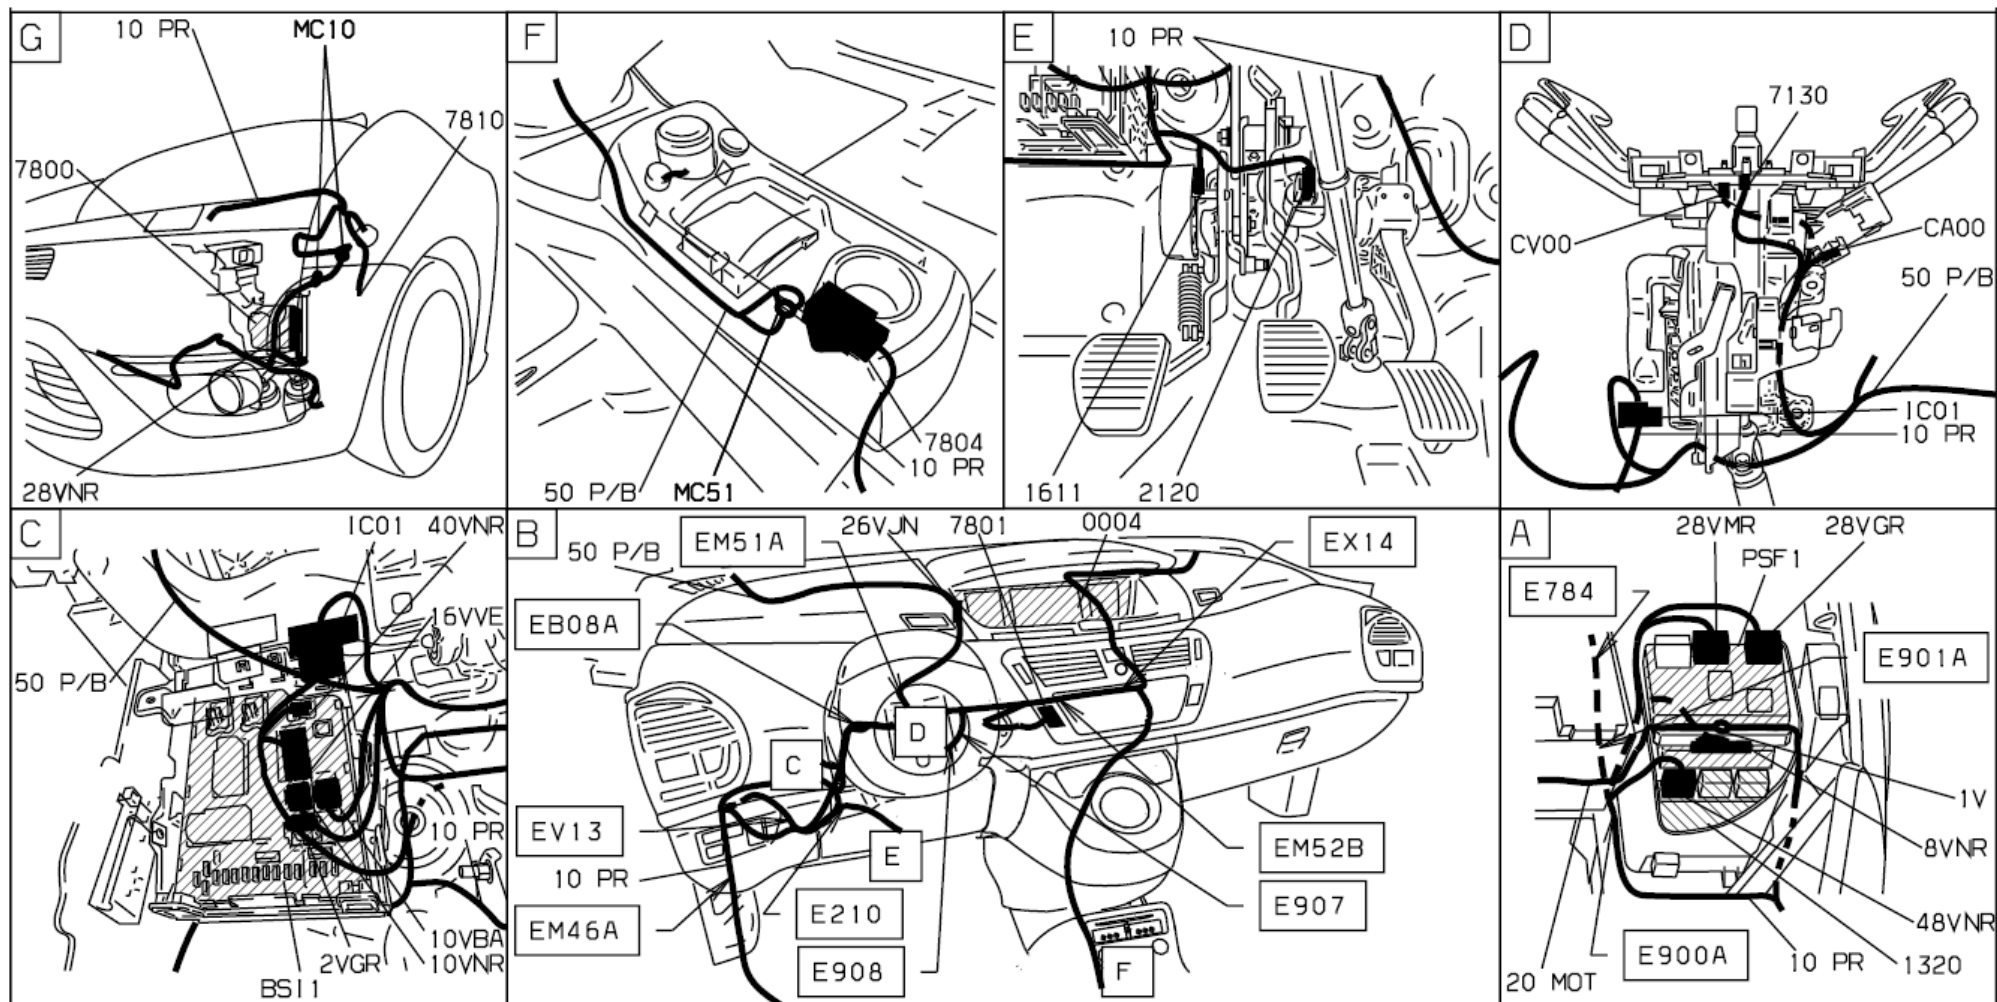 G
10 PR
MC10
7810
7800
28VNR
F
50 P/B
MC51
7804
10 PR
E
10 PR
1611
2120
D
7130
CV00
CA00
50 P/B
IC01
10 PR
C
IC01
40VNR
16VVE
50 P/B
10 PR
10VBA
2VGR
10VNR
BSI1
B
50 P/B
EM51A
26VJN
7801
0004
EX14
EB08A
D
C
EV13
E
10 PR
EM52B
EM46A
E210
E907
E908
F
A
28VMR
28VGR
PSF1
E784
E901A
1V
8VNR
48VNR
E900A
10 PR
1320
20 MOT